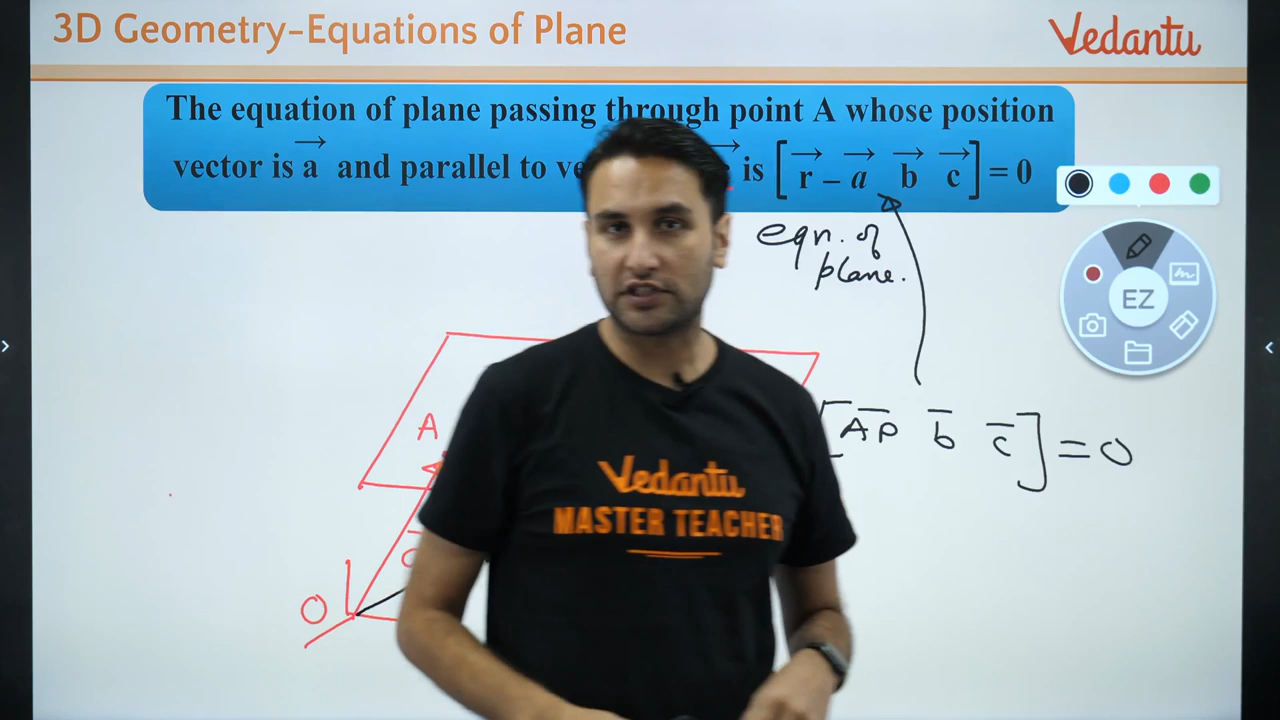 3D Geometry-Equations of Plane
Vedantu
The equation of plane passing through point A whose position
vector is a⃗ and parallel to ve is [r⃗ – a⃗ b⃗ c⃗] = 0
eqn. of
plane.
EZ
A
[A̅P̅ b̅ c̅] = 0
O
Vedantu
MASTER TEACHER